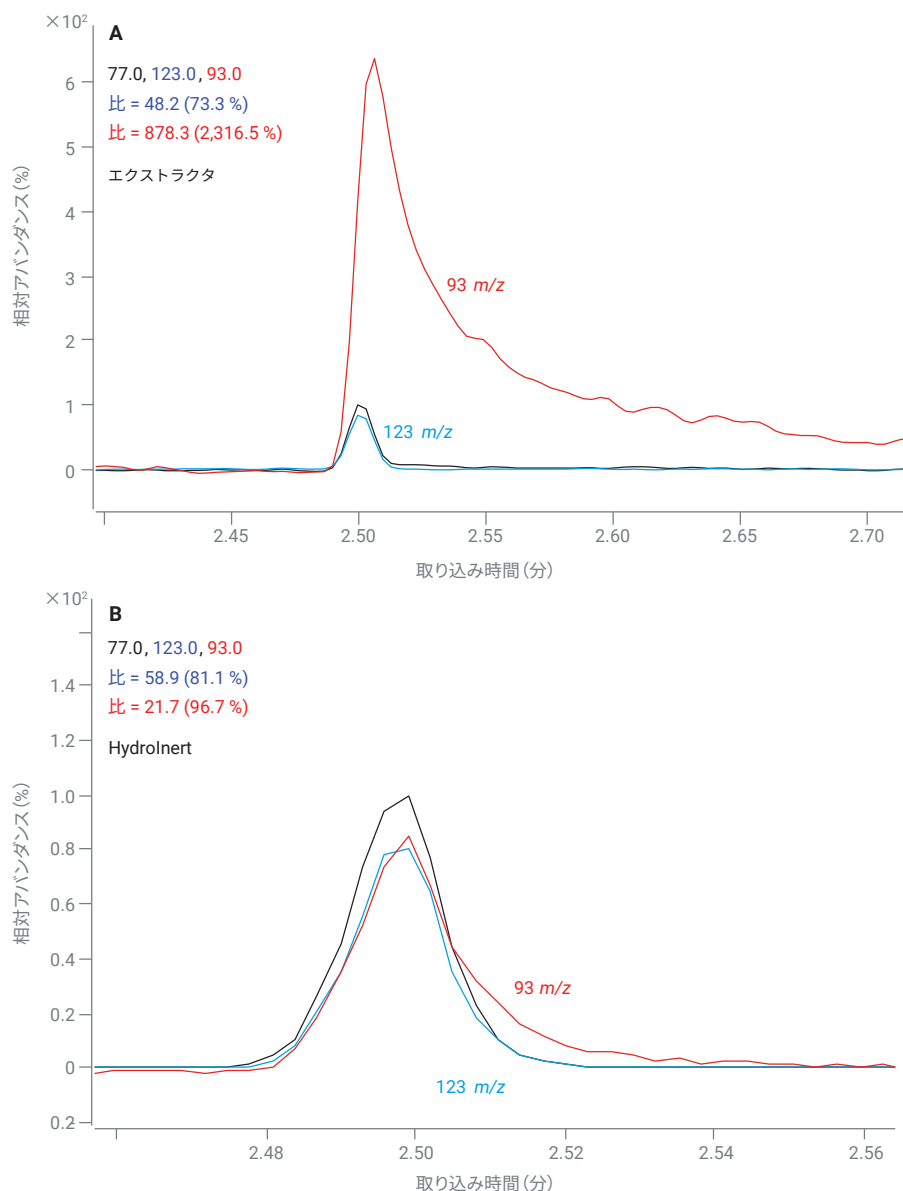 ×10²
A
77.0, 123.0, 93.0
比 = 48.2 (73.3 %)
比 = 878.3 (2,316.5 %)
エクストラクタ
相対アバンダンス(%)
6
5
4
3
2
1
0
93 m/z
123 m/z
2.45 2.50 2.55 2.60 2.65 2.70
取り込み時間(分)
×10²
B
77.0, 123.0, 93.0
比 = 58.9 (81.1 %)
比 = 21.7 (96.7 %)
HydroInert
相対アバンダンス(%)
1.4
1.2
1.0
0.8
0.6
0.4
0.2
0
0.2
93 m/z
123 m/z
2.48 2.50 2.52 2.54 2.56
取り込み時間(分)